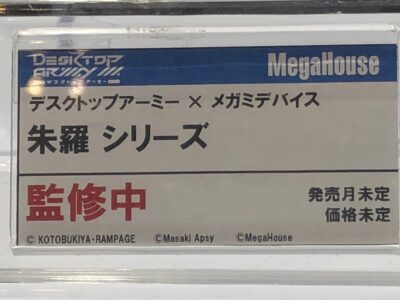 DESKTOP
ARMY
デスクトップアーミー
MegaHouse
デスクトップアーミー × メガミデバイス
朱羅 シリーズ
監修中
発売月未定
価格未定
© KOTOBUKIYA・RAMPAGE ©Masaki Apsy ©MegaHouse